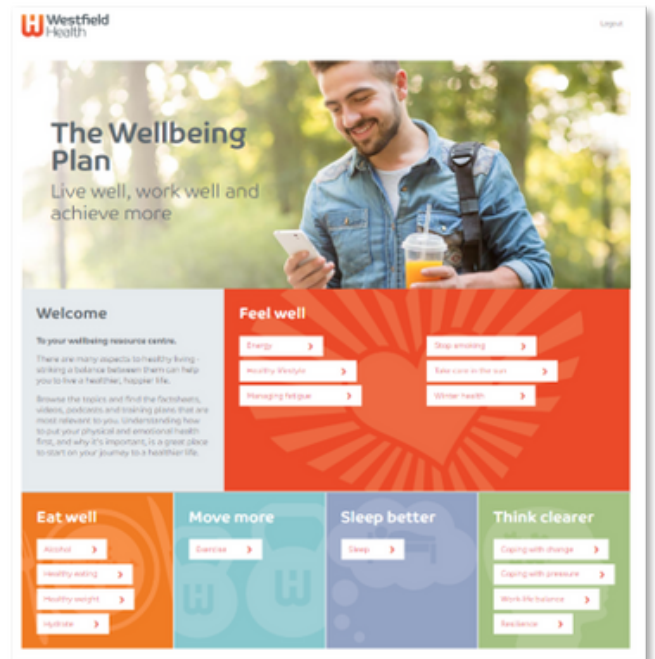 Westfield
Health
Logout
The Wellbeing
Plan
Live well, work well and
achieve more
Welcome
To your wellbeing resource centre.
There are many aspects to healthy living -
striking a balance between them can help
you to live a healthier, happier life.
Browse the topics and find the factsheets,
videos, podcasts and training plans that are
most relevant to you. Understanding how
to put your physical and emotional health
first, and why it's important, is a great place
to start on your journey to a healthier life.
Feel well
Energy
Healthy lifestyle
Managing fatigue
Stop smoking
Take care in the sun
Winter health
Eat well
Alcohol
Healthy eating
Healthy weight
Hydrate
Move more
Exercise
Sleep better
Sleep
Think clearer
Coping with change
Coping with pressure
Work-life balance
Resilience